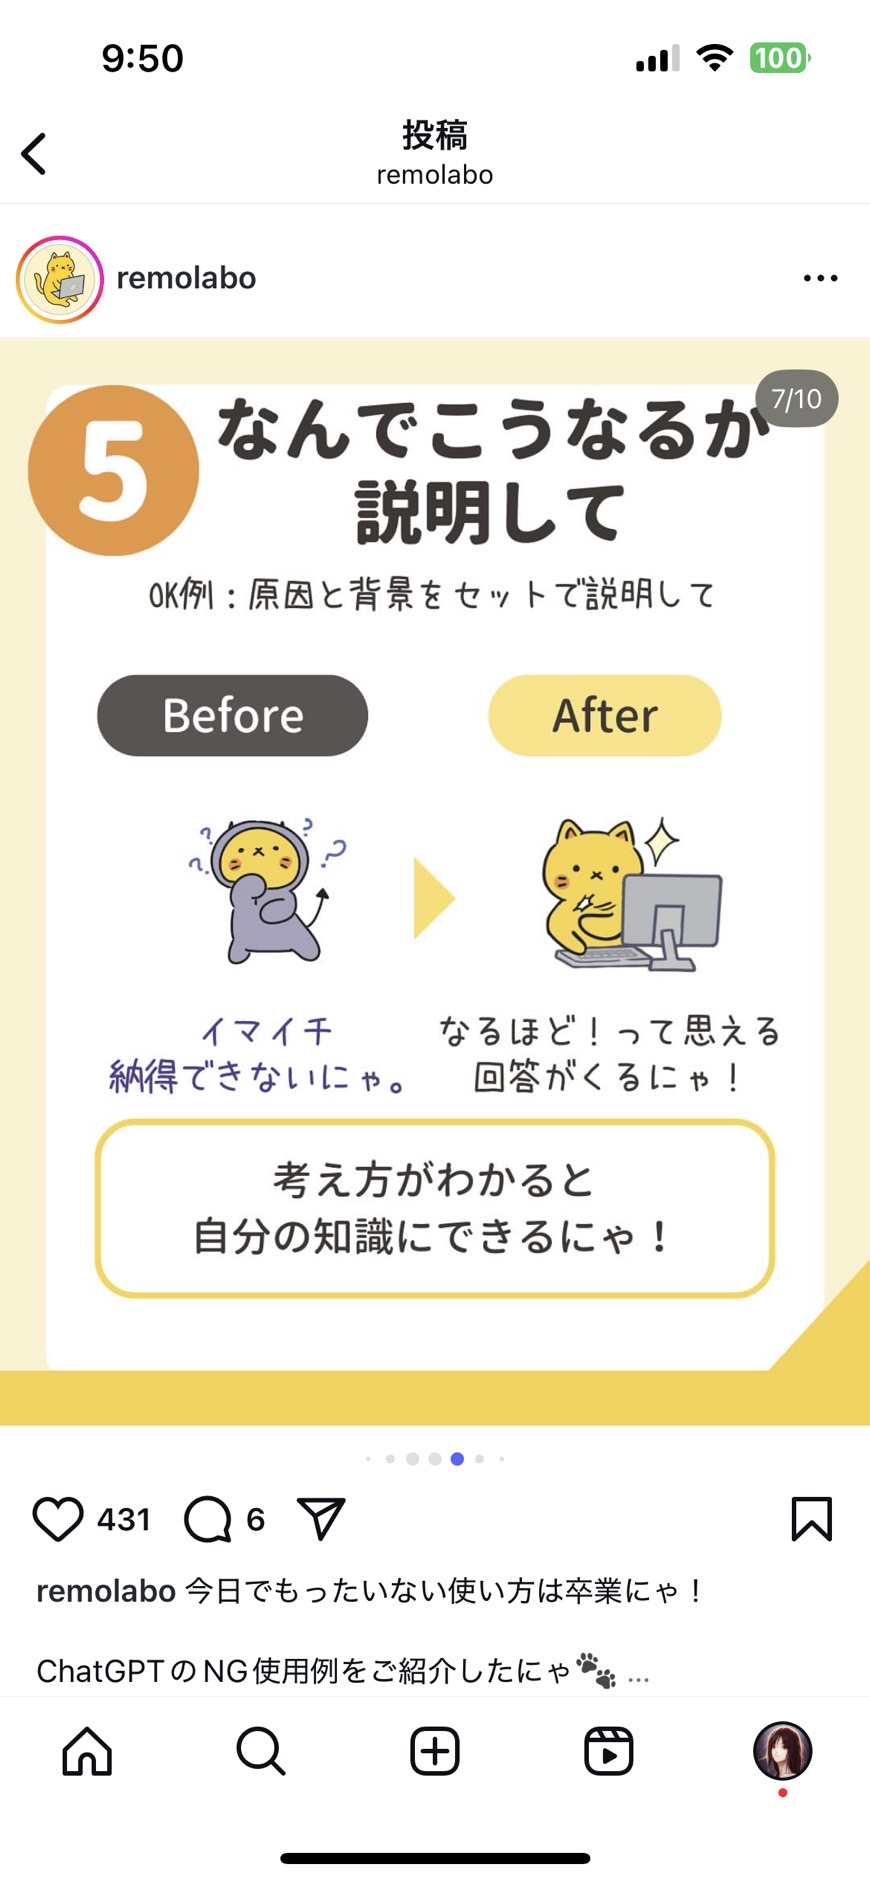 9:50
100
投稿
remolabo
remolabo
7/10
5
なんでこうなるか
説明して
OK例：原因と背景をセットで説明して
Before
After
? ? ? ?
イマイチ
納得できないにゃ。
なるほど！って思える
回答がくるにゃ！
考え方がわかると
自分の知識にできるにゃ！
431
6
remolabo 今日でもったいない使い方は卒業にゃ！
ChatGPTのNG使用例をご紹介したにゃ🐾 ...